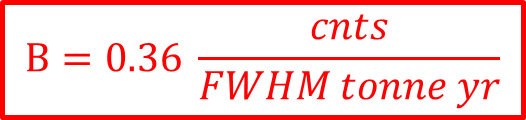 B = 0.36 cnts
FWHM tonne yr